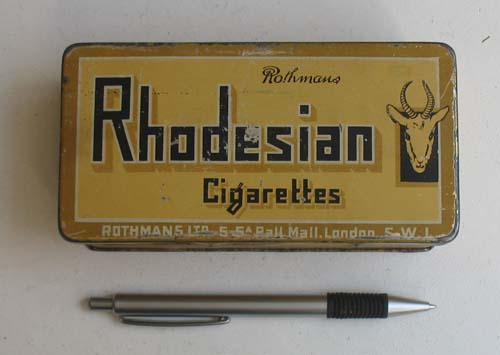 Rothmans
Rhodesian
Cigarettes
ROTHMANS LTD. 5-5A Pall Mall, London, S.W.1.